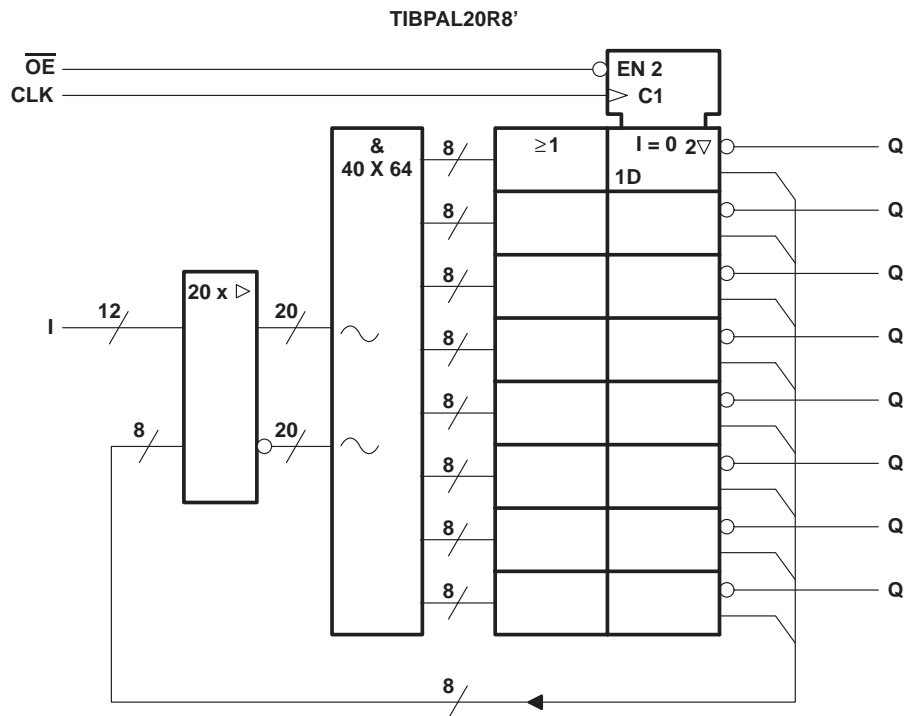 TIBPAL20R8’
OE
EN 2
CLK
C1
&
40 X 64
8
≥1
I = 0 2▽
1D
Q
8
Q
8
Q
20 x ▷
I
12
20
8
Q
8
20
8
Q
8
Q
8
Q
8
Q
8